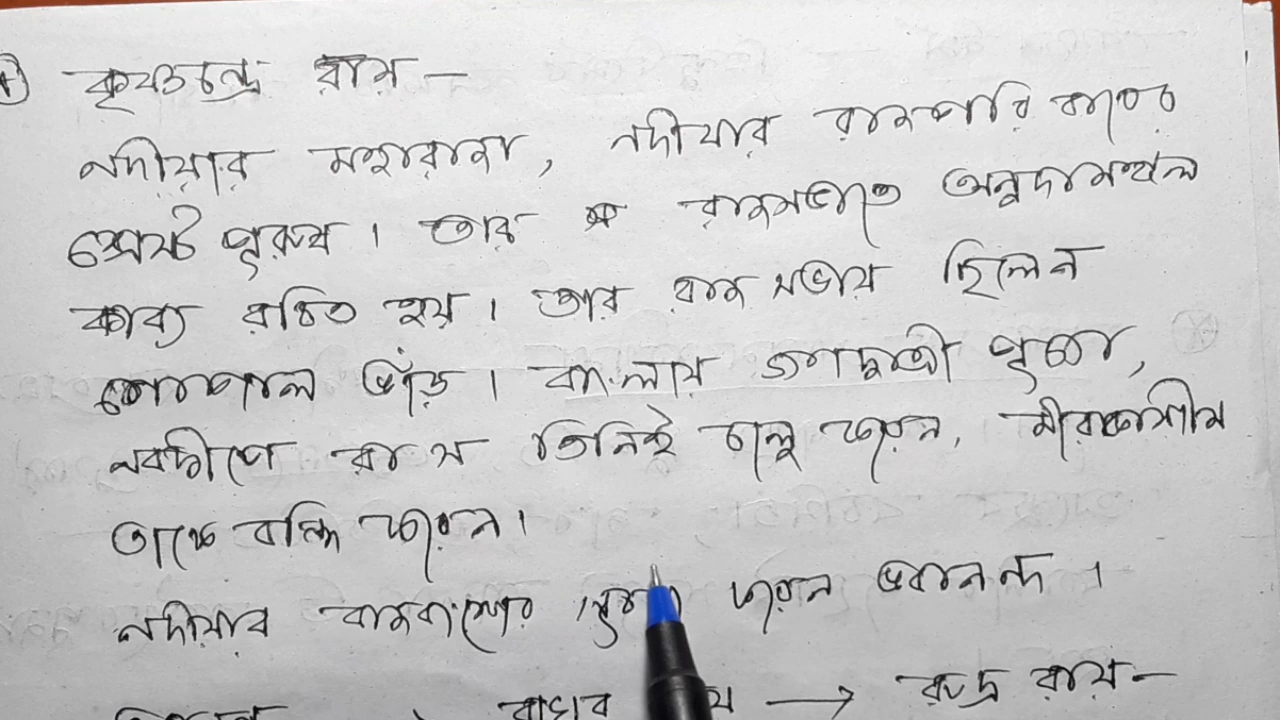 কৃষ্ণচন্দ্র রায় —
নদীয়ার মহারাজা, নদীয়ার রাজপরিবারের
শ্রেষ্ট পুরুষ । তার রাজসভাতে অন্নদামঙ্গল
কাব্য রচিত হয় । তার রাজসভায় ছিলেন
গোপাল ভাঁড় । বাংলায় জগদ্ধাত্রী পুজো,
নবদ্বীপে রাস তিনিই চালু করেন, মীরকাশীম
তাকে বন্দি করেন ।
নদীয়ার রাজবংশের শুরু করেন ভবানন্দ ।
রাঘব → রুদ্র রায় —